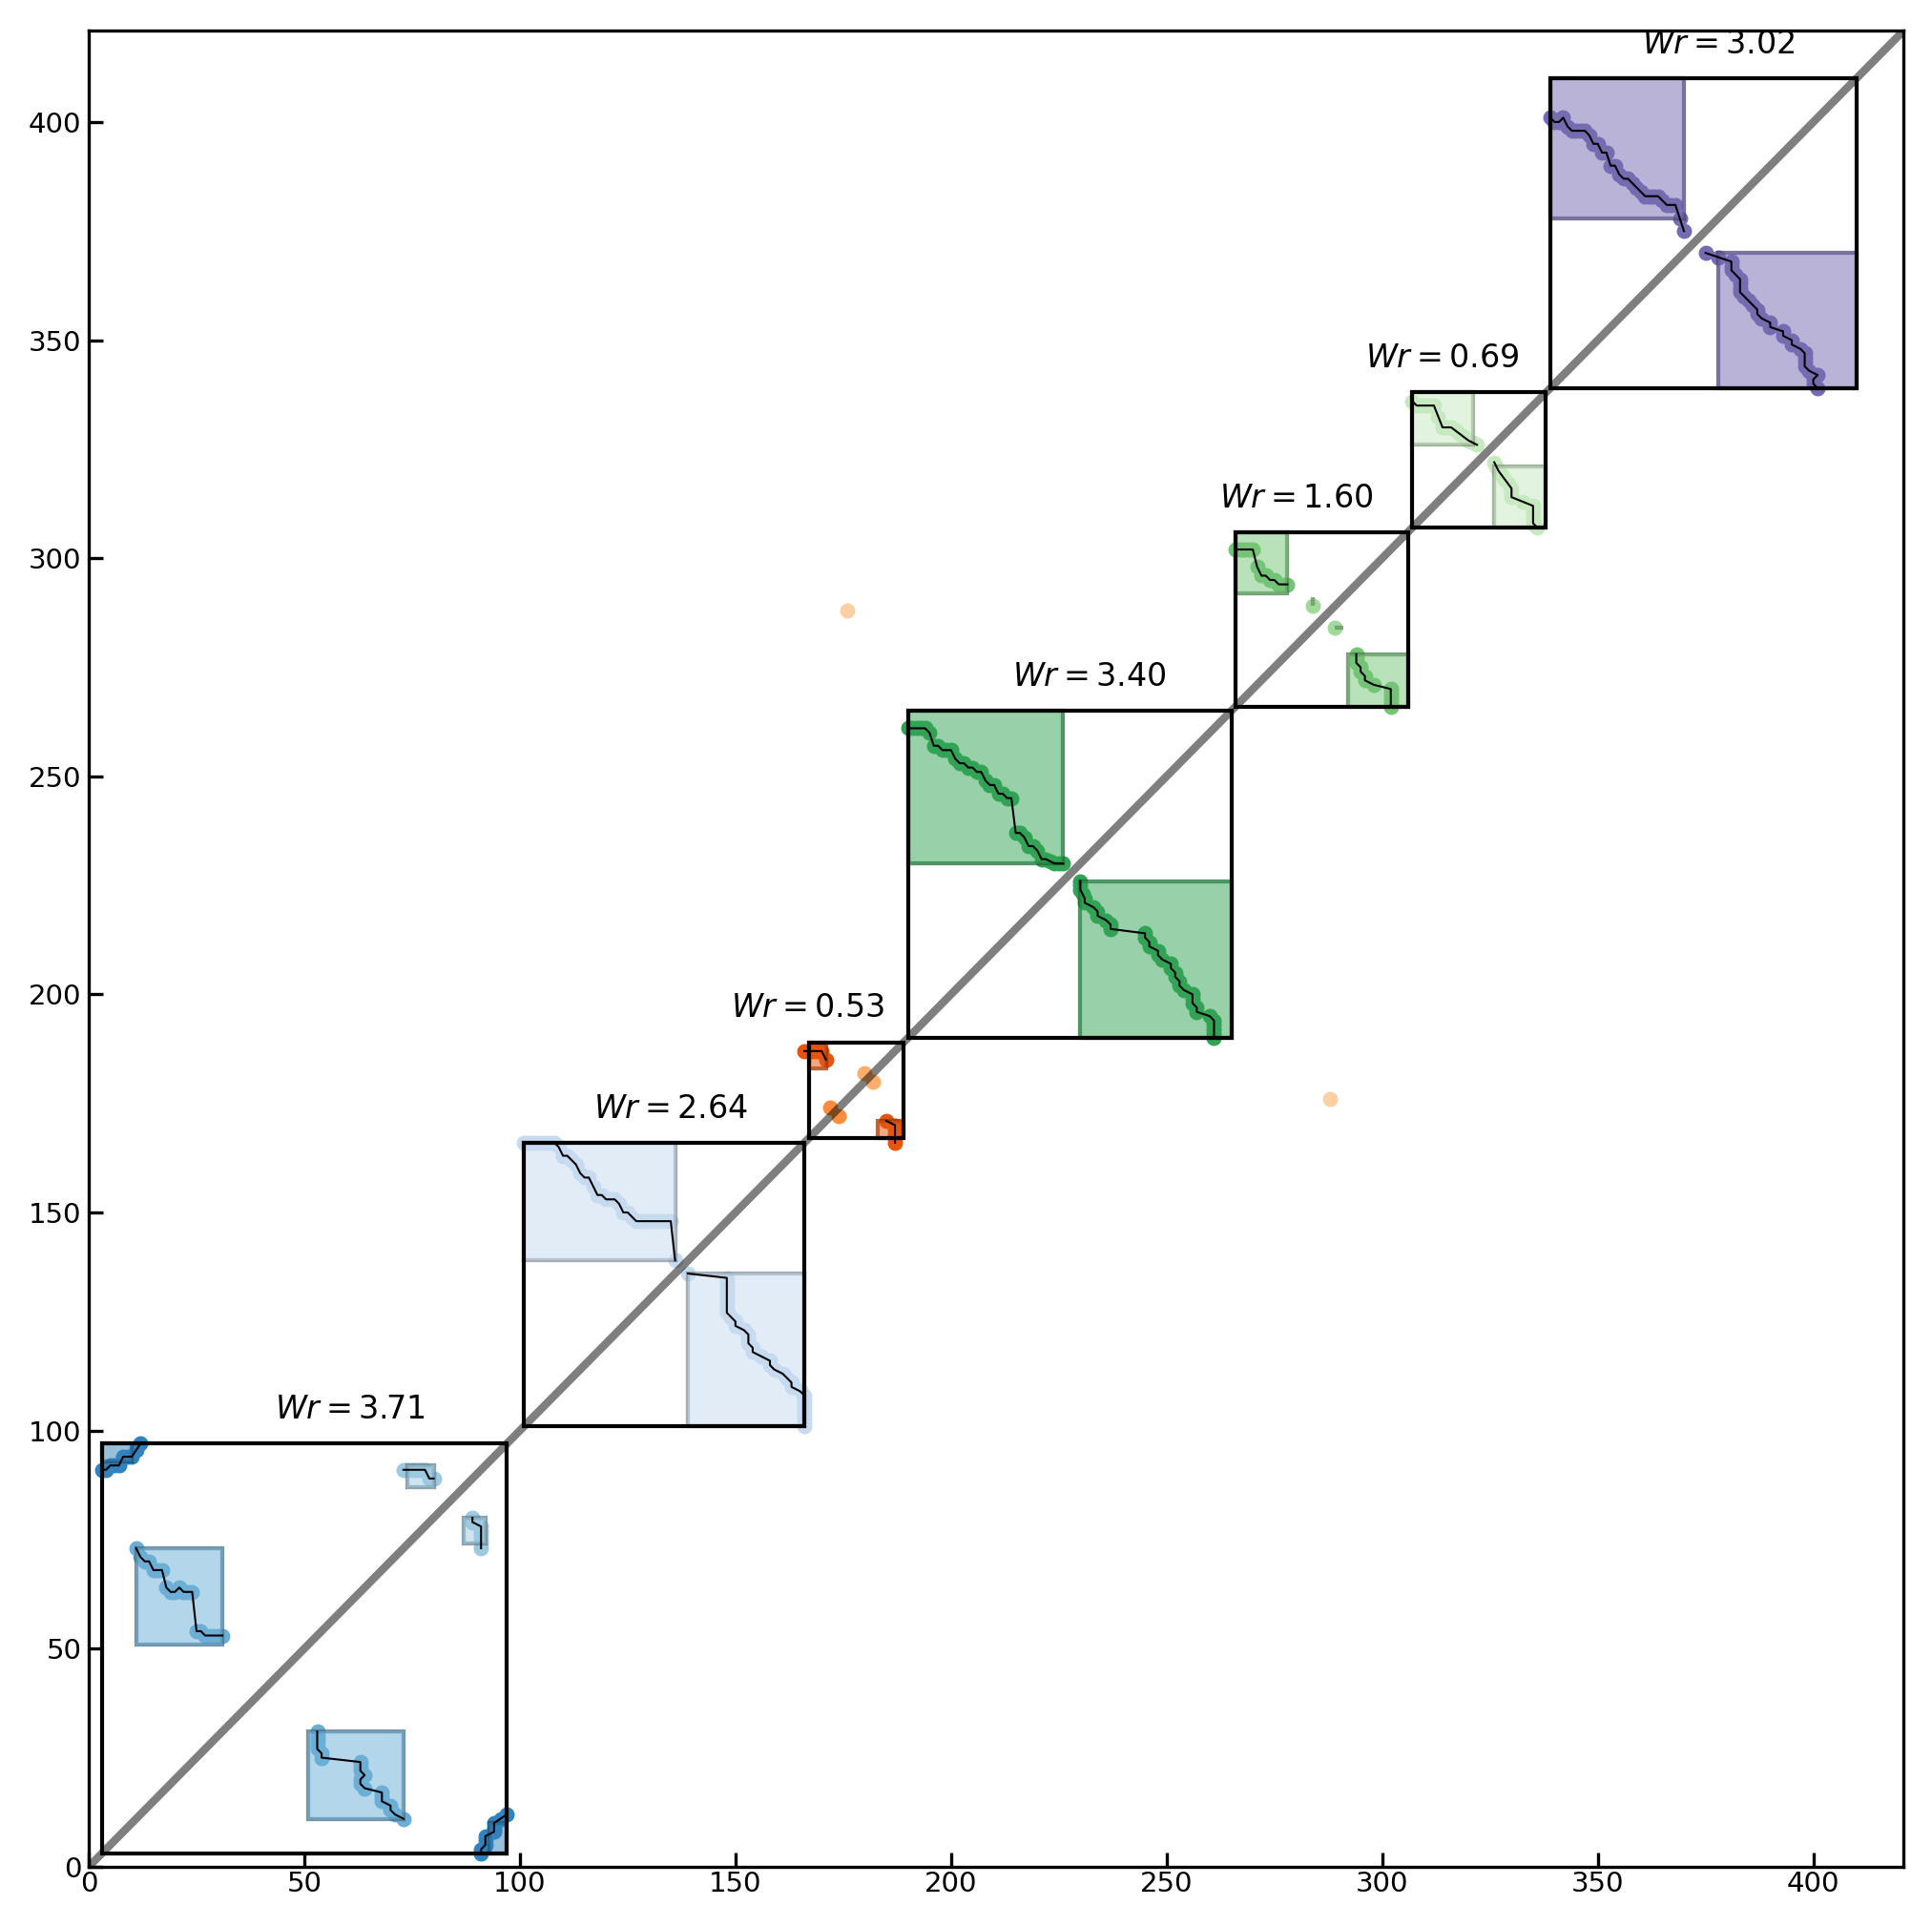 Wr = 3.02
400
350
Wr = 0.69
Wr = 1.60
300
Wr = 3.40
250
200
Wr = 0.53
Wr = 2.64
150
Wr = 3.71
100
50
0
0 50 100 150 200 250 300 350 400